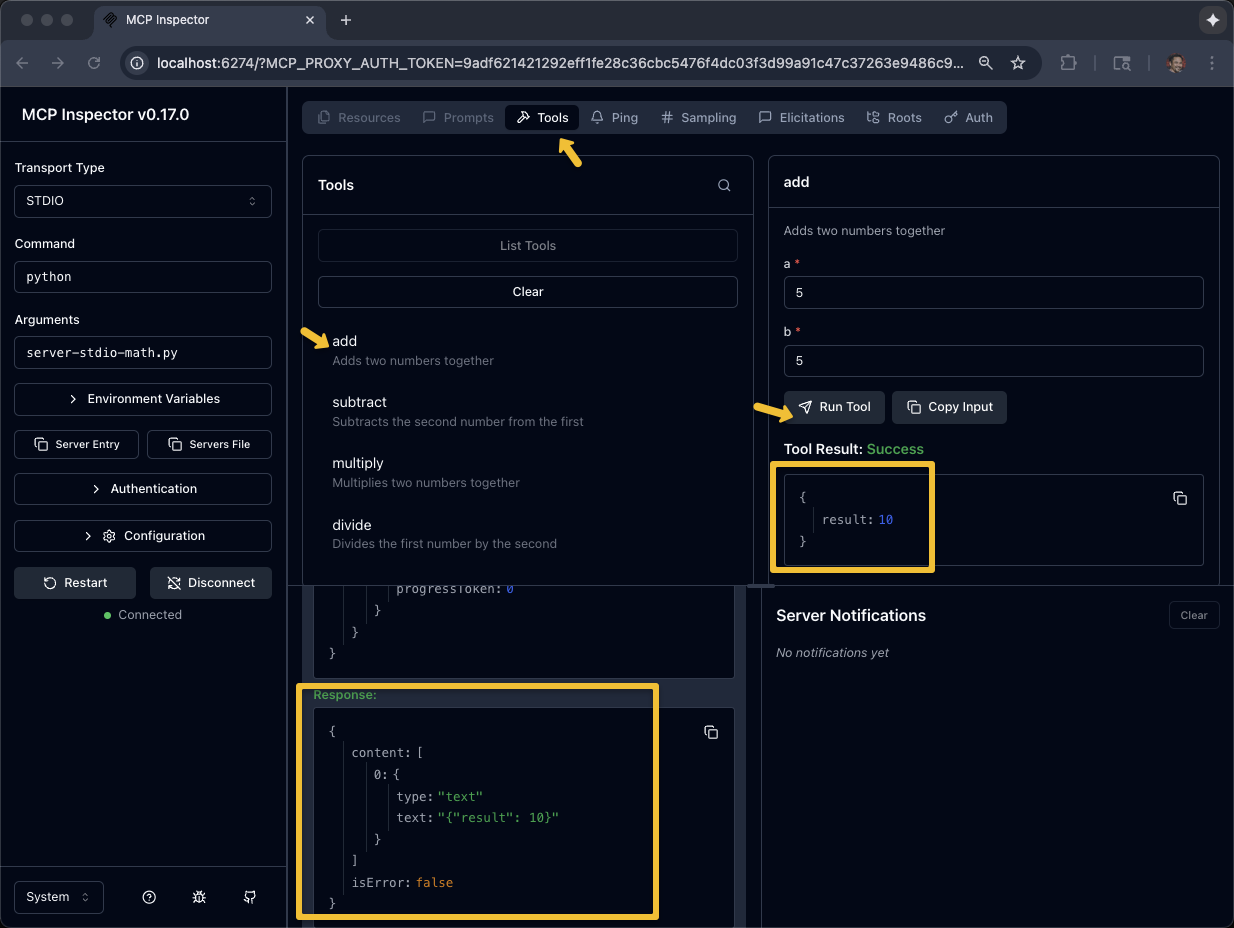 MCP Inspector
localhost:6274/?MCP_PROXY_AUTH_TOKEN=9adf621421292eff1fe28c36cbc5476f4dc03f3d99a91c47c37263e9486c9...
MCP Inspector v0.17.0
Transport Type
STDIO
Command
python
Arguments
server-stdio-math.py
Environment Variables
Server Entry
Servers File
Authentication
Configuration
Restart
Disconnect
Connected
System
Resources
Prompts
Tools
Ping
Sampling
Elicitations
Roots
Auth
Tools
List Tools
Clear
add
Adds two numbers together
subtract
Subtracts the second number from the first
multiply
Multiplies two numbers together
divide
Divides the first number by the second
add
Adds two numbers together
a *
5
b *
5
Run Tool
Copy Input
Tool Result: Success
{
result: 10
}
progressToken: 0
}
}
}
Response:
{
content: [
0: {
type: "text"
text: "{"result": 10}"
}
]
isError: false
}
Server Notifications
Clear
No notifications yet